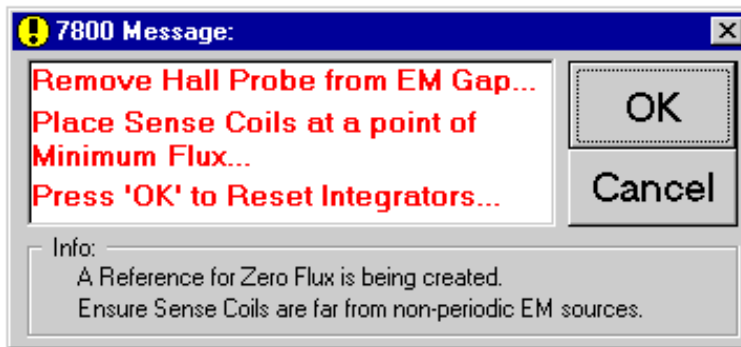 7800 Message:
Remove Hall Probe from EM Gap...
Place Sense Coils at a point of
Minimum Flux...
Press 'OK' to Reset Integrators...
OK
Cancel
Info:
A Reference for Zero Flux is being created.
Ensure Sense Coils are far from non-periodic EM sources.